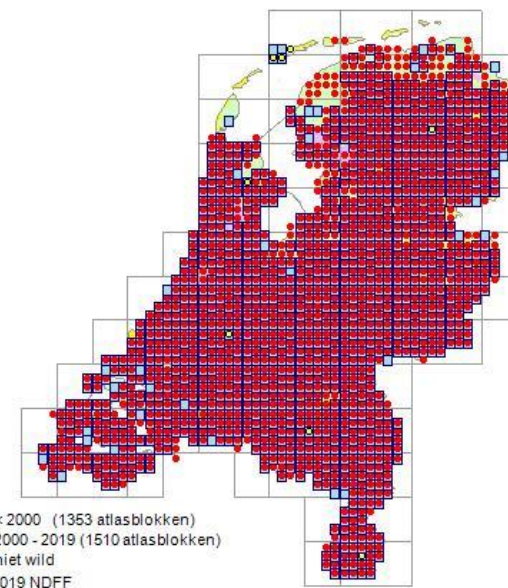 < 2000 (1353 atlasblokken)
2000 - 2019 (1510 atlasblokken)
niet wild
2019 NDFF